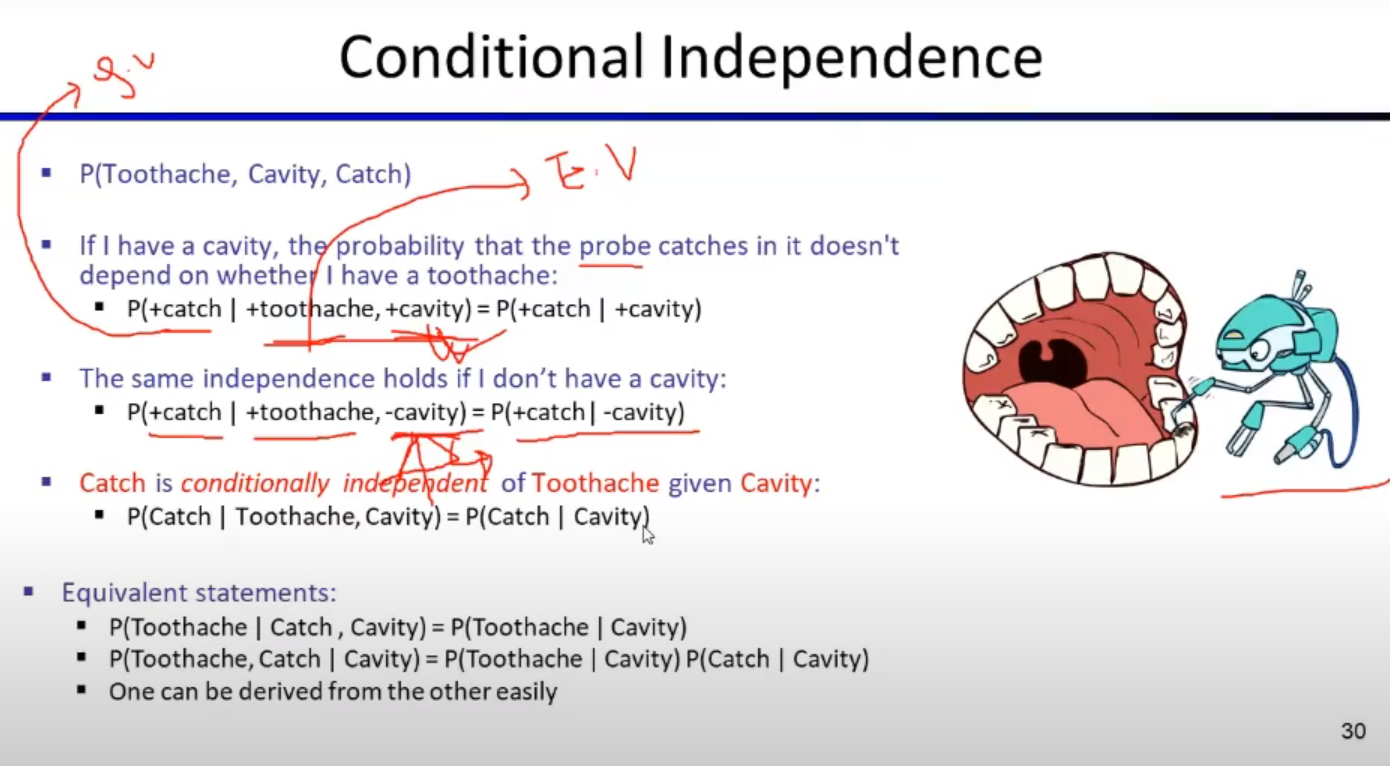 Conditional Independence
E.V
P(Toothache, Cavity, Catch)
If I have a cavity, the probability that the probe catches in it doesn't
depend on whether I have a toothache:
P(+catch | +toothache, +cavity) = P(+catch | +cavity)
The same independence holds if I don't have a cavity:
P(+catch | +toothache, -cavity) = P(+catch | -cavity)
Catch is conditionally independent of Toothache given Cavity:
P(Catch | Toothache, Cavity) = P(Catch | Cavity)
Equivalent statements:
P(Toothache | Catch , Cavity) = P(Toothache | Cavity)
P(Toothache, Catch | Cavity) = P(Toothache | Cavity) P(Catch | Cavity)
One can be derived from the other easily
30